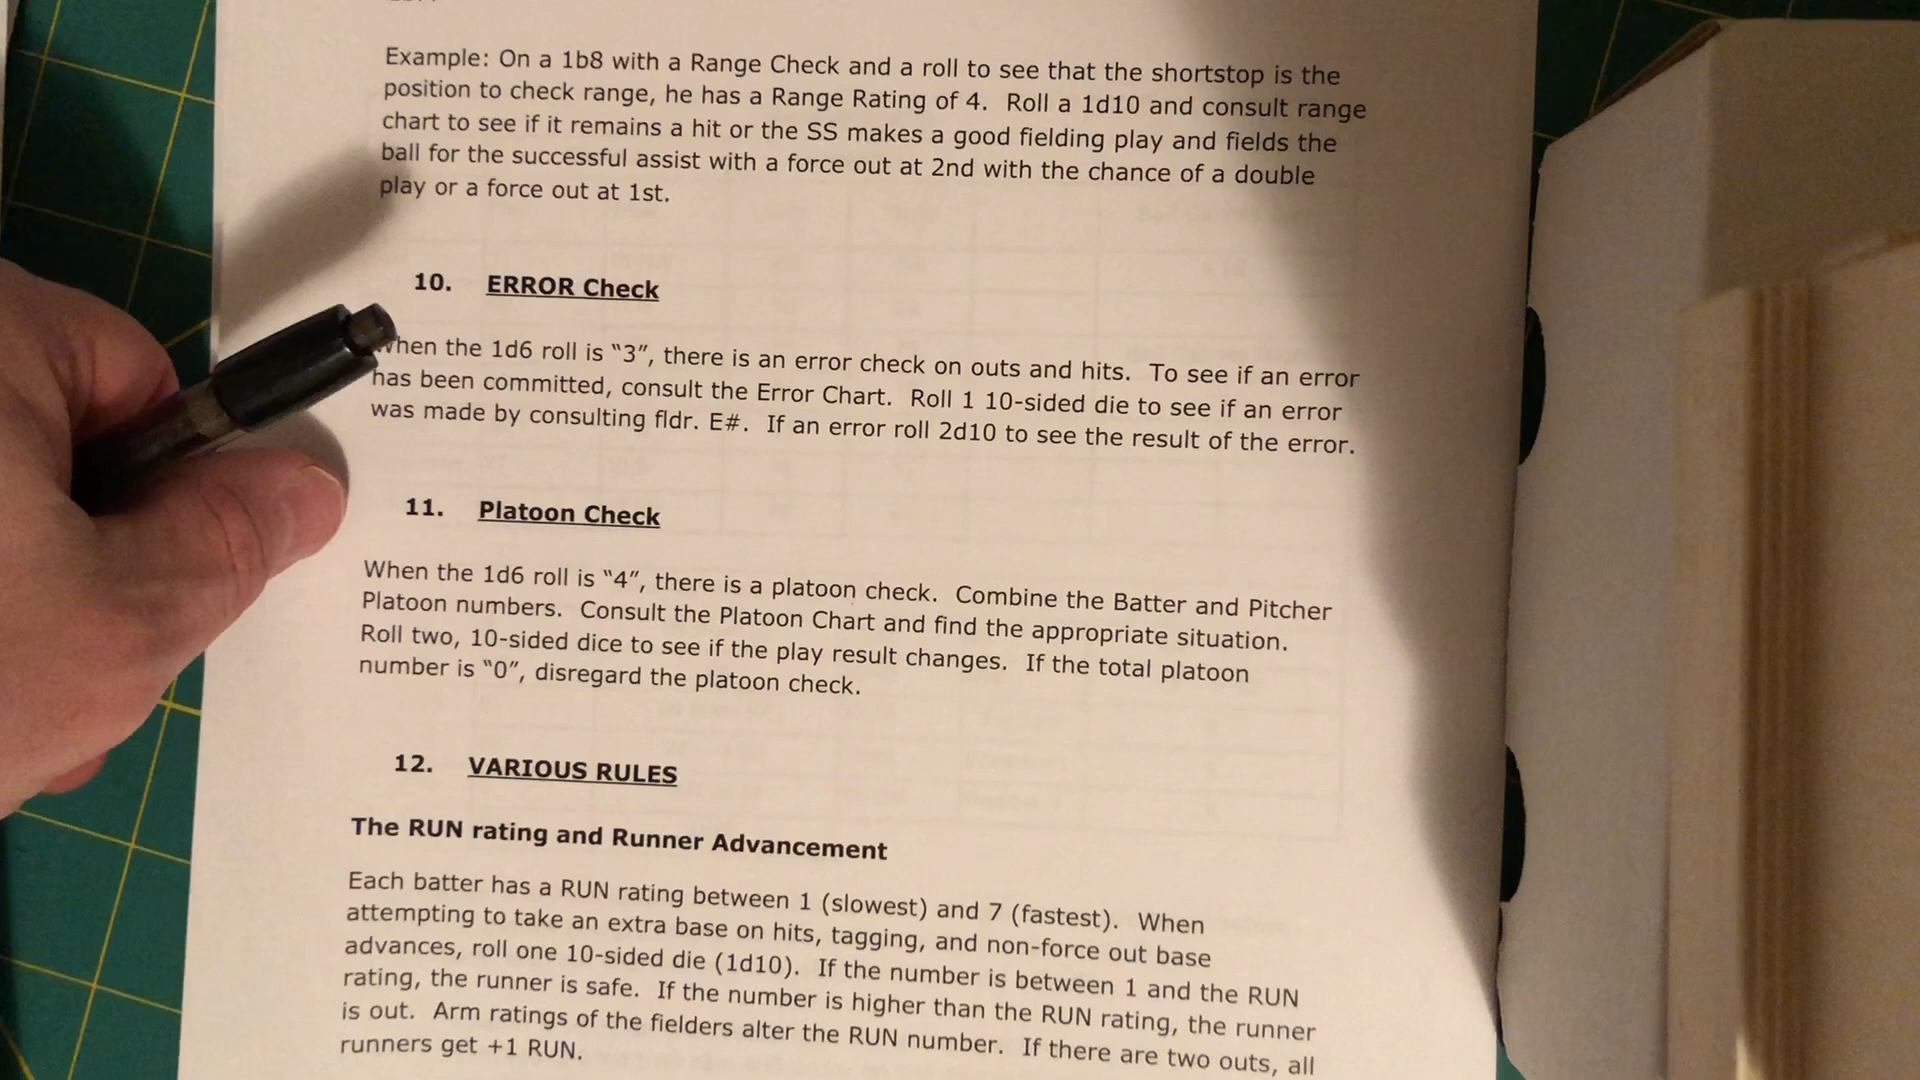 Example: On a 1b8 with a Range Check and a roll to see that the shortstop is the
position to check range, he has a Range Rating of 4. Roll a 1d10 and consult range
chart to see if it remains a hit or the SS makes a good fielding play and fields the
ball for the successful assist with a force out at 2nd with the chance of a double
play or a force out at 1st.
10. ERROR Check
When the 1d6 roll is “3”, there is an error check on outs and hits. To see if an error
has been committed, consult the Error Chart. Roll 1 10-sided die to see if an error
was made by consulting fldr. E#. If an error roll 2d10 to see the result of the error.
11. Platoon Check
When the 1d6 roll is “4”, there is a platoon check. Combine the Batter and Pitcher
Platoon numbers. Consult the Platoon Chart and find the appropriate situation.
Roll two, 10-sided dice to see if the play result changes. If the total platoon
number is “0”, disregard the platoon check.
12. VARIOUS RULES
The RUN rating and Runner Advancement
Each batter has a RUN rating between 1 (slowest) and 7 (fastest). When
attempting to take an extra base on hits, tagging, and non-force out base
advances, roll one 10-sided die (1d10). If the number is between 1 and the RUN
rating, the runner is safe. If the number is higher than the RUN rating, the runner
is out. Arm ratings of the fielders alter the RUN number. If there are two outs, all
runners get +1 RUN.